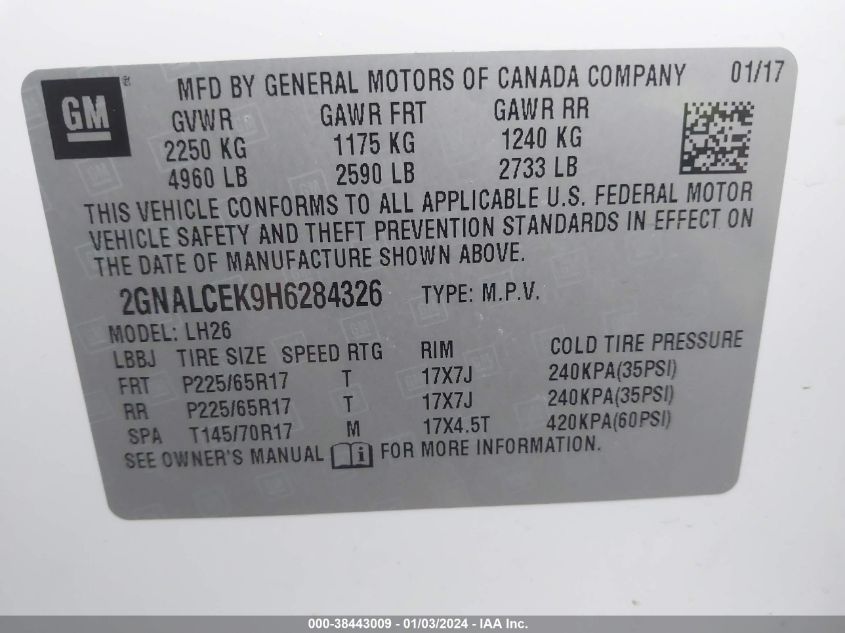 GM ® MFD BY GENERAL MOTORS OF CANADA COMPANY 01/17
GVWR GAWR FRT GAWR RR
2250 KG 1175 KG 1240 KG
4960 LB 2590 LB 2733 LB
THIS VEHICLE CONFORMS TO ALL APPLICABLE U.S. FEDERAL MOTOR
VEHICLE SAFETY AND THEFT PREVENTION STANDARDS IN EFFECT ON
THE DATE OF MANUFACTURE SHOWN ABOVE.
2GNALCEK9H6284326 TYPE: M.P.V.
MODEL: LH26
LBBJ TIRE SIZE SPEED RTG RIM COLD TIRE PRESSURE
FRT P225/65R17 T 17X7J 240KPA(35PSI)
RR P225/65R17 T 17X7J 240KPA(35PSI)
SPA T145/70R17 M 17X4.5T 420KPA(60PSI)
SEE OWNER'S MANUAL i FOR MORE INFORMATION.
000-38443009 - 01/03/2024 - IAA Inc.